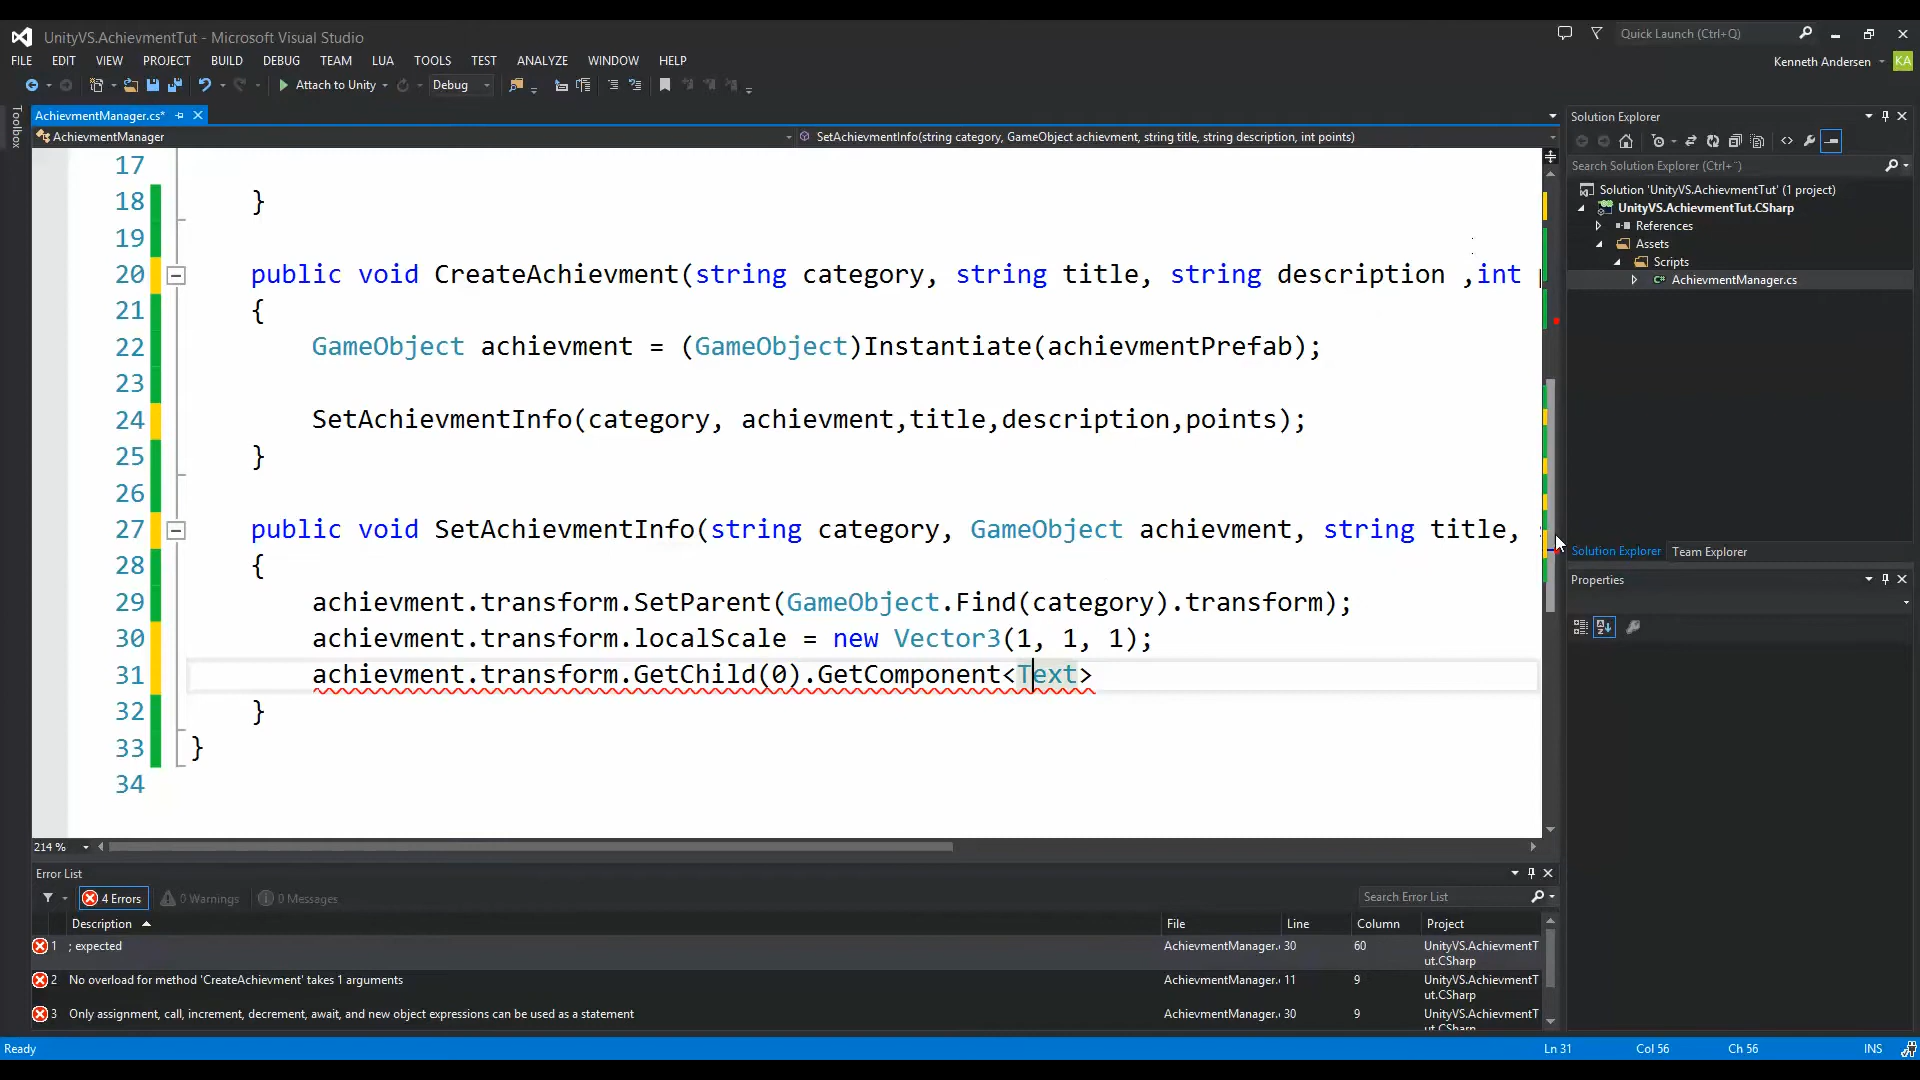 UnityVS.AchievmentTut - Microsoft Visual Studio
Quick Launch (Ctrl+Q)
FILE EDIT VIEW PROJECT BUILD DEBUG TEAM LUA TOOLS TEST ANALYZE WINDOW HELP
Kenneth Andersen KA
Attach to Unity Debug
Toolbox
AchievmentManager.cs*
AchievmentManager
SetAchievmentInfo(string category, GameObject achievment, string title, string description, int points)
17
18 }
19
20 public void CreateAchievment(string category, string title, string description ,int
21 {
22 GameObject achievment = (GameObject)Instantiate(achievmentPrefab);
23
24 SetAchievmentInfo(category, achievment,title,description,points);
25 }
26
27 public void SetAchievmentInfo(string category, GameObject achievment, string title,
28 {
29 achievment.transform.SetParent(GameObject.Find(category).transform);
30 achievment.transform.localScale = new Vector3(1, 1, 1);
31 achievment.transform.GetChild(0).GetComponent<Text>
32 }
33 }
34
214 %
Solution Explorer
Search Solution Explorer (Ctrl+¨)
Solution 'UnityVS.AchievmentTut' (1 project)
UnityVS.AchievmentTut.CSharp
References
Assets
Scripts
C# AchievmentManager.cs
Solution Explorer Team Explorer
Properties
Error List
4 Errors 0 Warnings 0 Messages
Search Error List
Description File Line Column Project
1 ; expected AchievmentManager. 30 60 UnityVS.AchievmentT
ut.CSharp
2 No overload for method 'CreateAchievment' takes 1 arguments AchievmentManager. 11 9 UnityVS.AchievmentT
ut.CSharp
3 Only assignment, call, increment, decrement, await, and new object expressions can be used as a statement AchievmentManager. 30 9 UnityVS.AchievmentT
ut.CSharp
Ready Ln 31 Col 56 Ch 56 INS